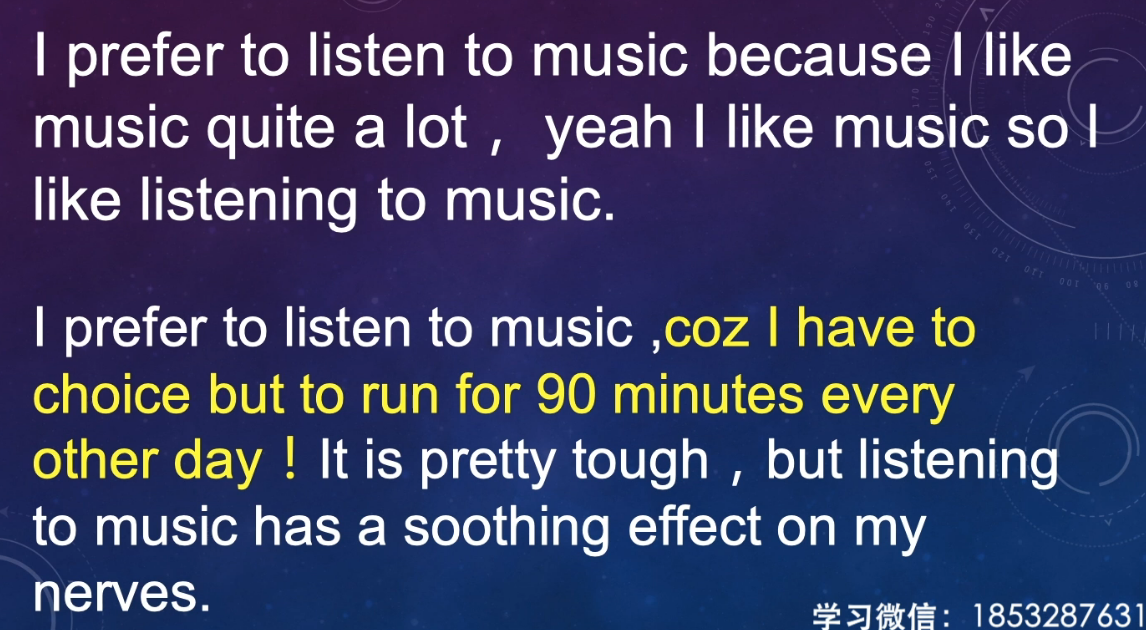 I prefer to listen to music because I like
music quite a lot， yeah I like music so I
like listening to music.
I prefer to listen to music ,coz I have to
choice but to run for 90 minutes every
other day！It is pretty tough，but listening
to music has a soothing effect on my
nerves.
学习微信：1853287631